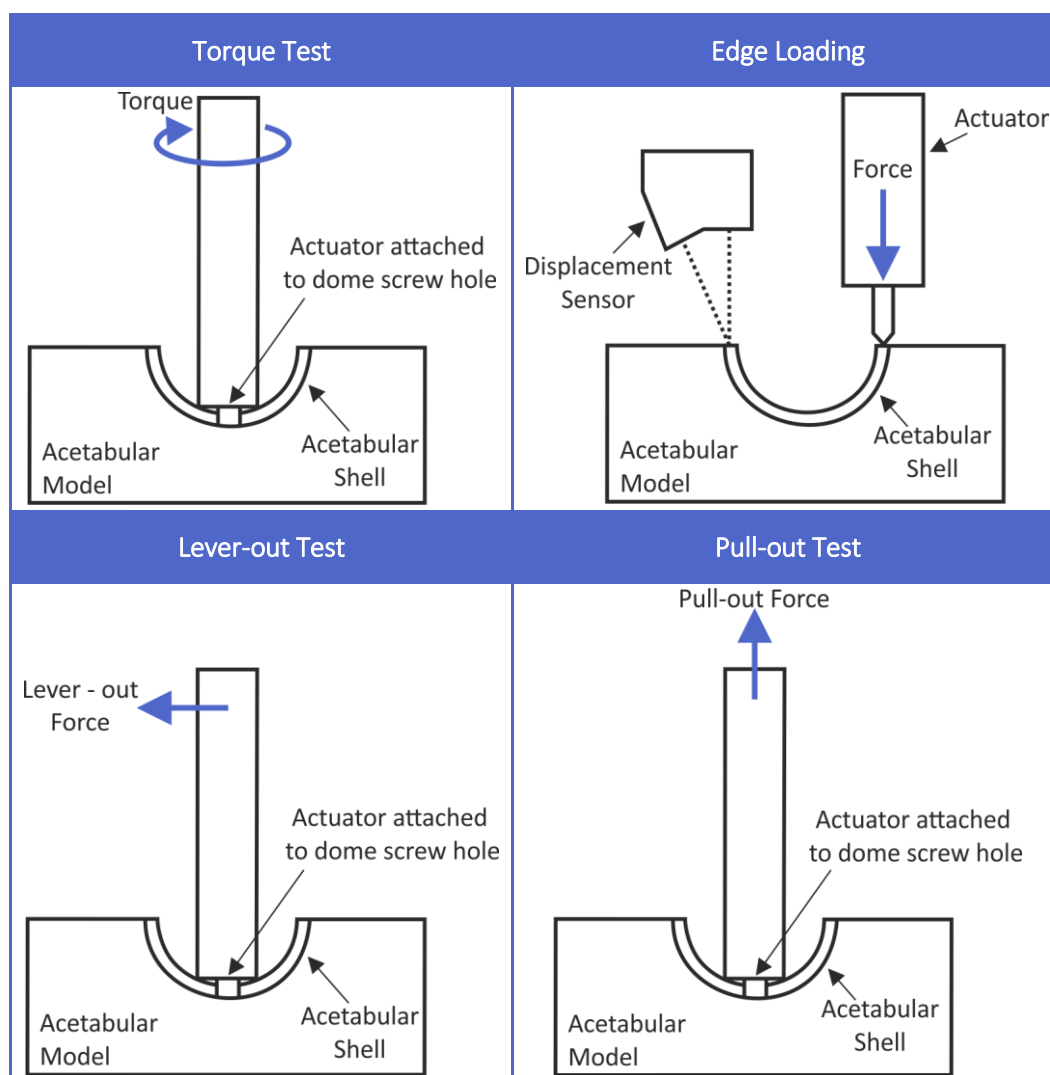 Torque Test
Edge Loading
Torque
Actuator attached
to dome screw hole
Acetabular
Model
Acetabular
Shell
Actuator
Force
Displacement
Sensor
Acetabular
Model
Acetabular
Shell
Lever-out Test
Pull-out Test
Lever - out
Force
Actuator attached
to dome screw hole
Acetabular
Model
Acetabular
Shell
Pull-out Force
Actuator attached
to dome screw hole
Acetabular
Model
Acetabular
Shell